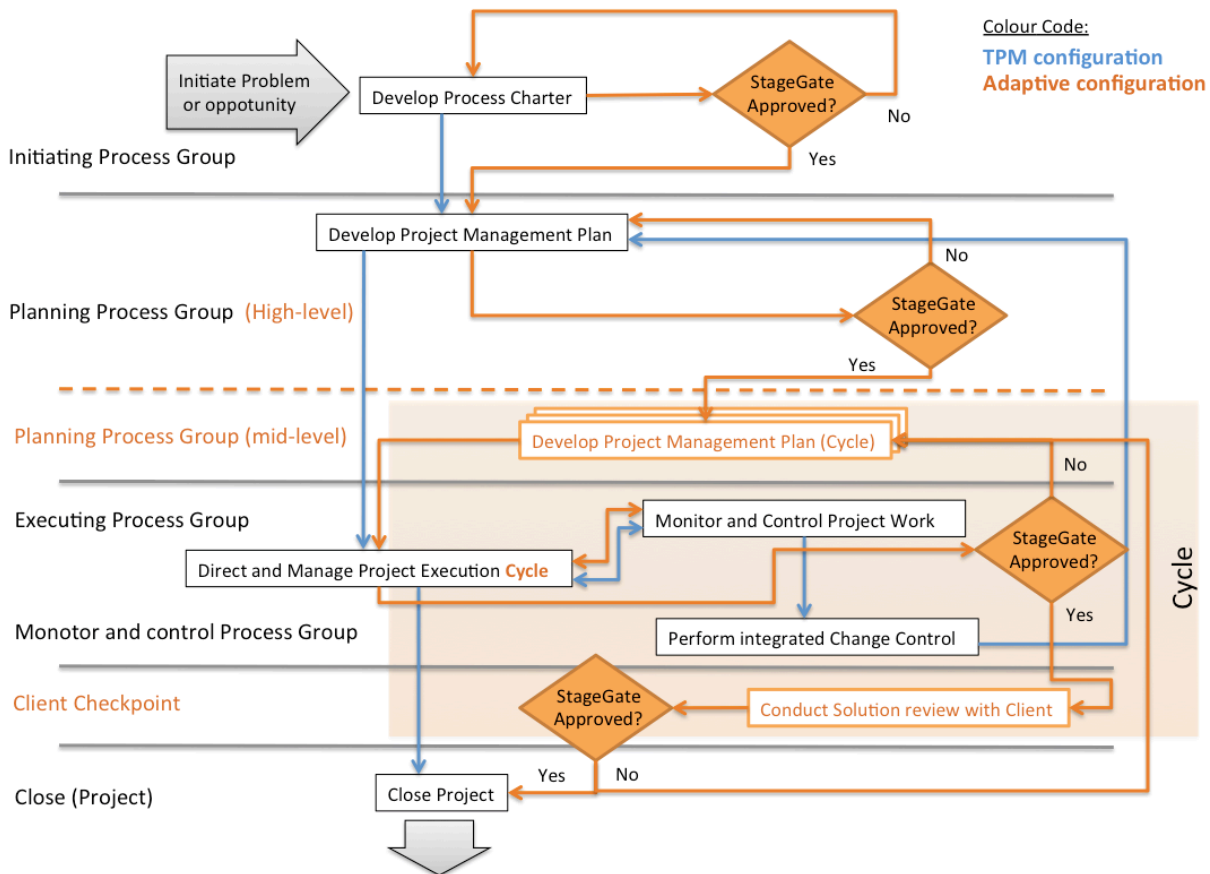 Colour Code:
TPM configuration
Adaptive configuration
Initiate Problem
or oppotunity
Develop Process Charter
StageGate
Approved?
No
Yes
Initiating Process Group
Develop Project Management Plan
No
StageGate
Approved?
Planning Process Group (High-level)
Yes
Planning Process Group (mid-level)
Develop Project Management Plan (Cycle)
No
Executing Process Group
Monitor and Control Project Work
StageGate
Approved?
Direct and Manage Project Execution Cycle
Cycle
Yes
Monotor and control Process Group
Perform integrated Change Control
Client Checkpoint
StageGate
Approved?
Conduct Solution review with Client
Yes
No
Close (Project)
Close Project